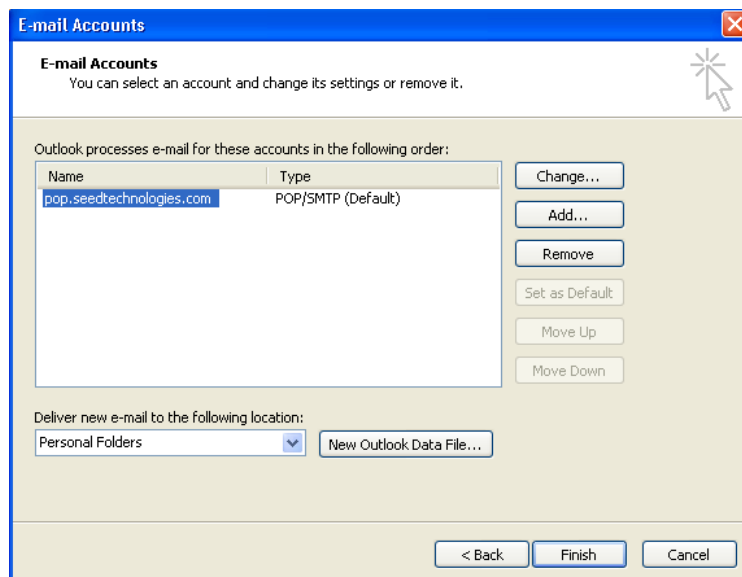 E-mail Accounts
E-mail Accounts
You can select an account and change its settings or remove it.
Outlook processes e-mail for these accounts in the following order:
Name Type
pop.seedtechnologies.com POP/SMTP (Default)
Change...
Add...
Remove
Set as Default
Move Up
Move Down
Deliver new e-mail to the following location:
Personal Folders New Outlook Data File...
< Back Finish Cancel